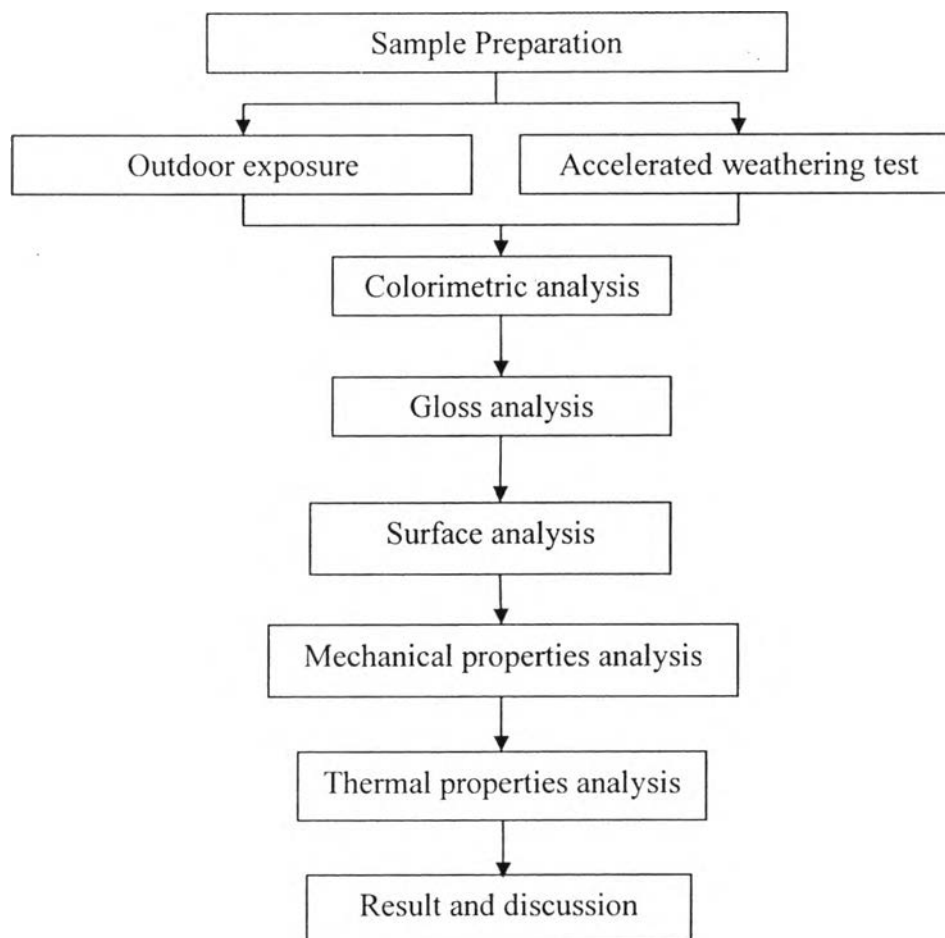 Sample Preparation
Outdoor exposure
Accelerated weathering test
Colorimetric analysis
Gloss analysis
Surface analysis
Mechanical properties analysis
Thermal properties analysis
Result and discussion